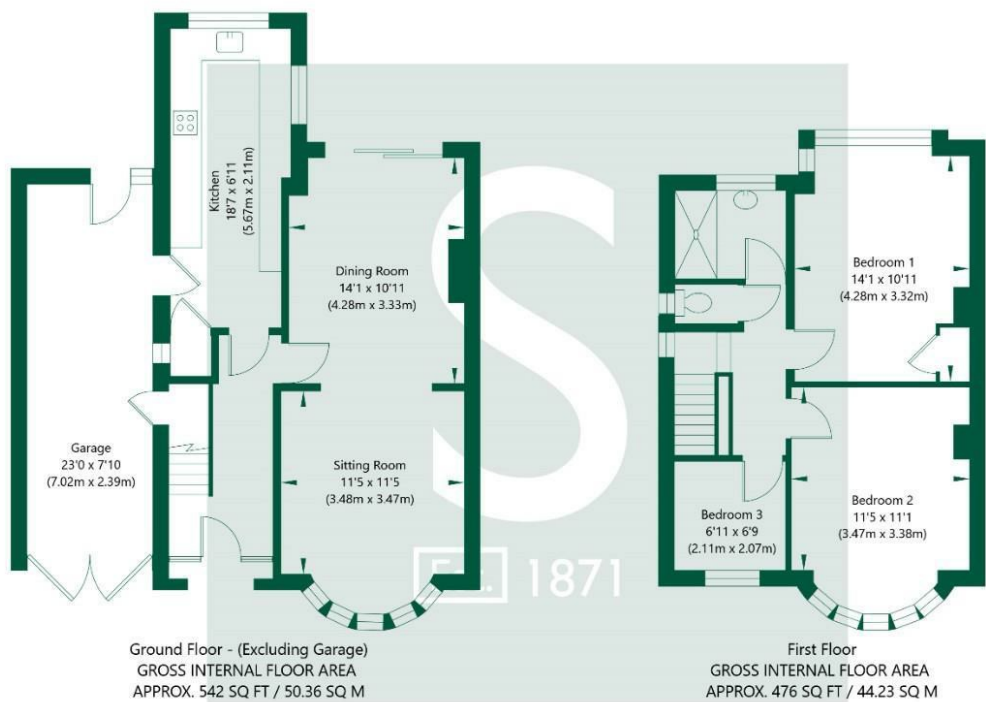 Kitchen
18'7 x 6'11
(5.67m x 2.11m)
Dining Room
14'1 x 10'11
(4.28m x 3.33m)
Garage
23'0 x 7'10
(7.02m x 2.39m)
Sitting Room
11'5 x 11'5
(3.48m x 3.47m)
Bedroom 1
14'1 x 10'11
(4.28m x 3.32m)
Bedroom 3
6'11 x 6'9
(2.11m x 2.07m)
Bedroom 2
11'5 x 11'1
(3.47m x 3.38m)
S
Est. 1871
Ground Floor - (Excluding Garage)
GROSS INTERNAL FLOOR AREA
APPROX. 542 SQ FT / 50.36 SQ M
First Floor
GROSS INTERNAL FLOOR AREA
APPROX. 476 SQ FT / 44.23 SQ M